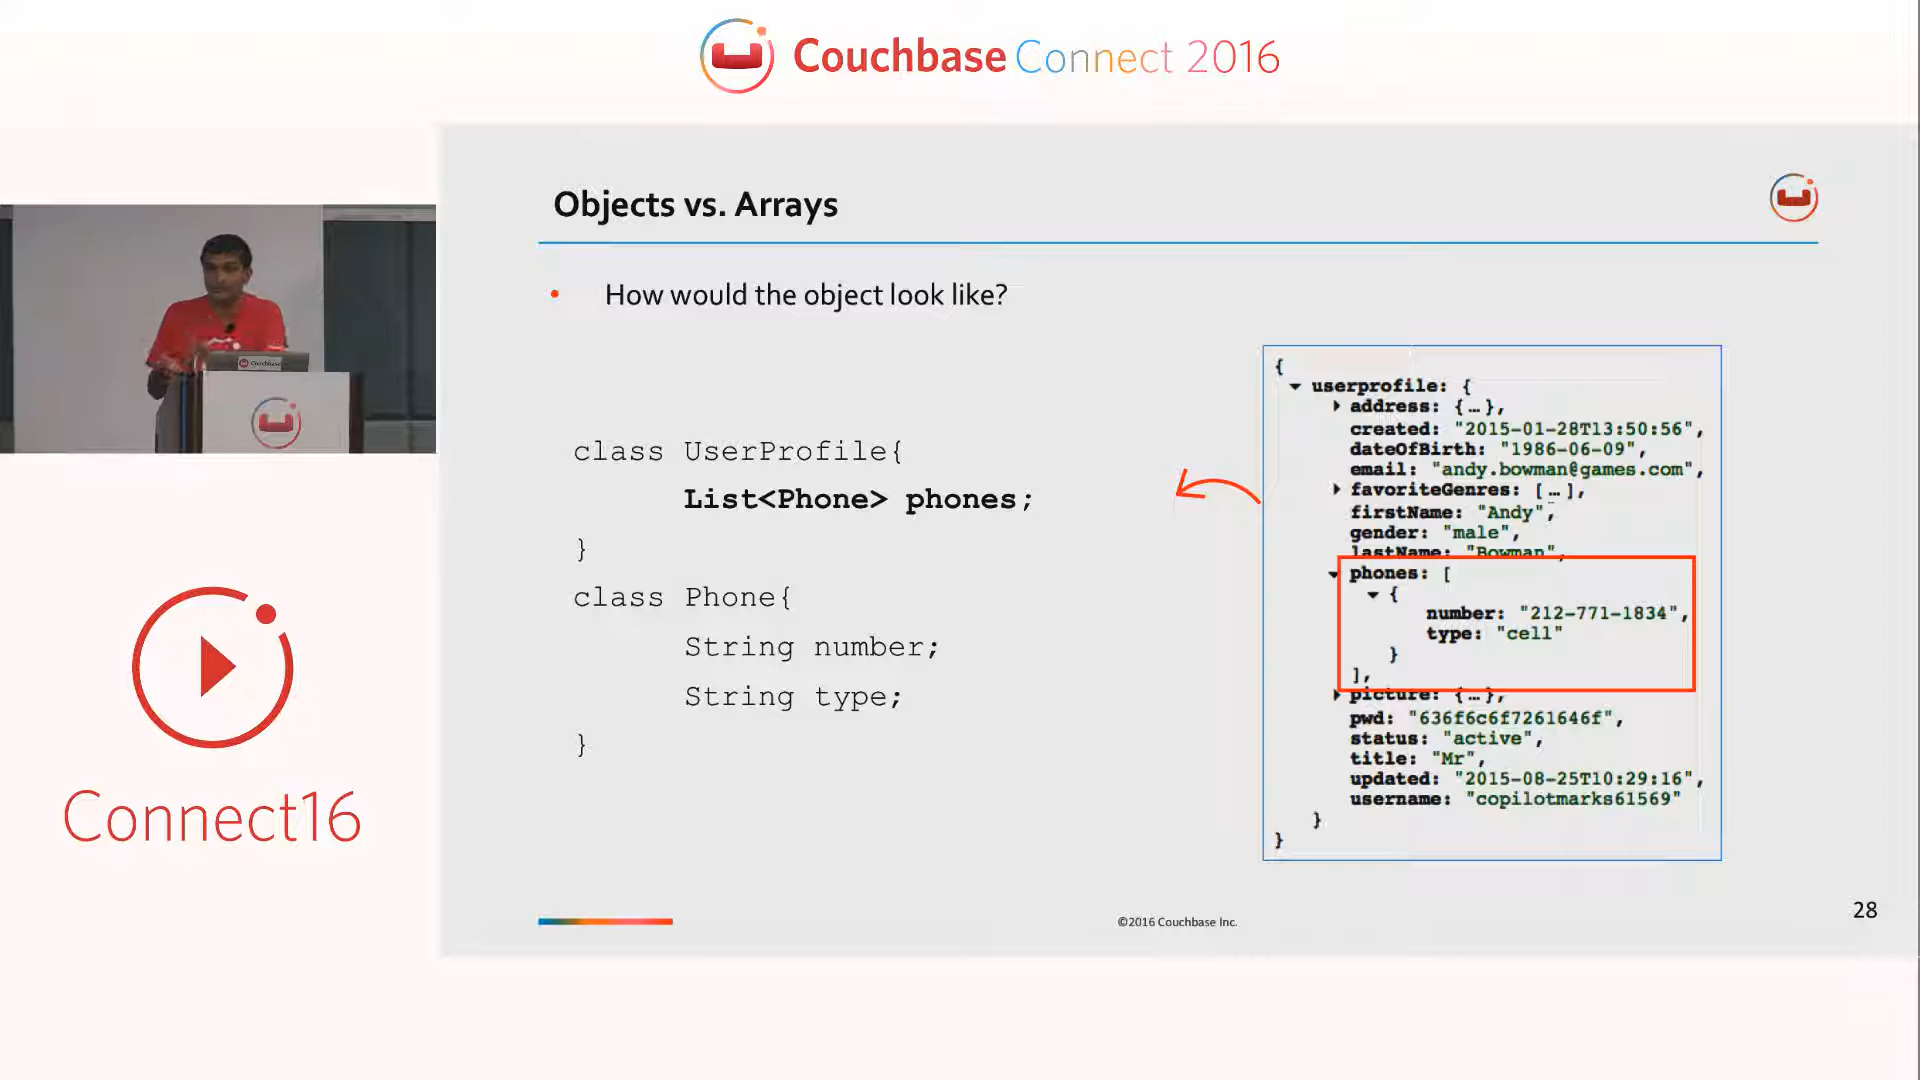 Couchbase Connect 2016
Objects vs. Arrays
• How would the object look like?
class UserProfile{
List<Phone> phones;
}
class Phone{
String number;
String type;
}
{
userprofile: {
address: {…},
created: "2015-01-28T13:50:56",
dateOfBirth: "1986-06-09",
email: "andy.bowman@games.com",
favoriteGenres: […],
firstName: "Andy",
gender: "male",
lastName: "Bowman",
phones: [
{
number: "212-771-1834",
type: "cell"
}
],
picture: {…},
pwd: "636f6c6f7261646f",
status: "active",
title: "Mr",
updated: "2015-08-25T10:29:16",
username: "copilotmarks61569"
}
}
Couchbase
Connect16
©2016 Couchbase Inc.
28